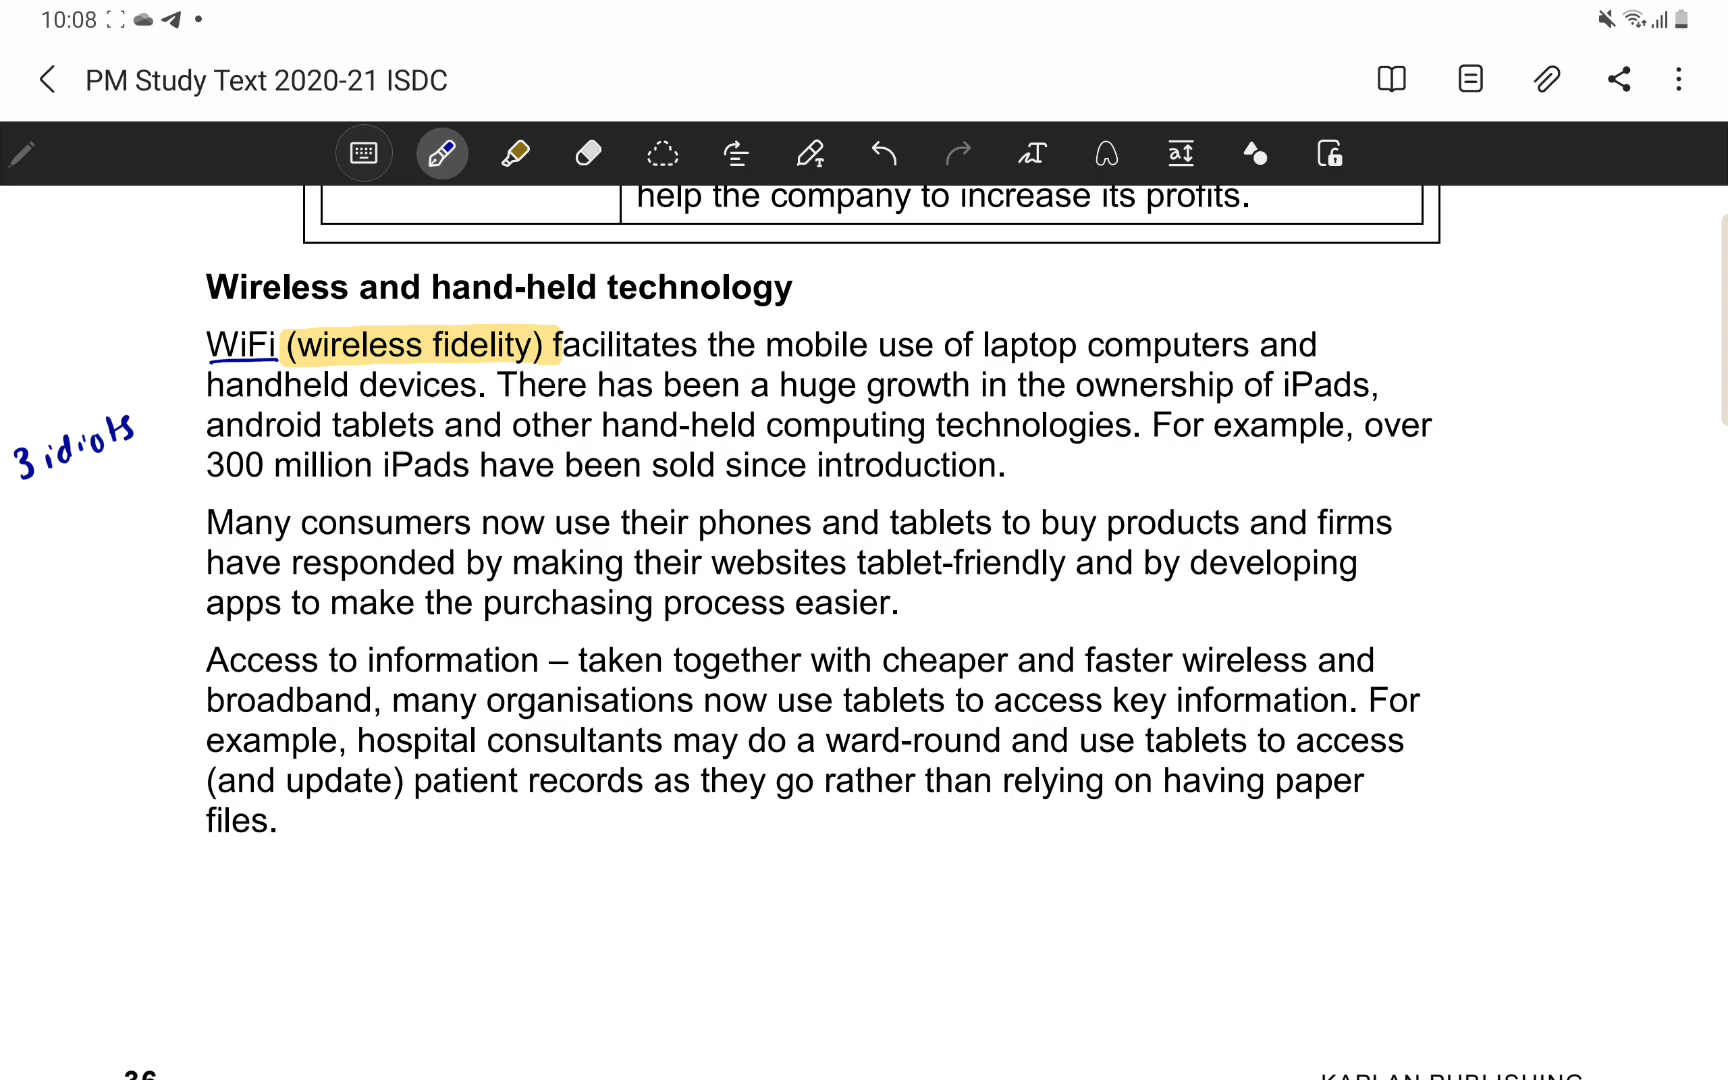 10:08
PM Study Text 2020-21 ISDC
help the company to increase its profits.
Wireless and hand-held technology
WiFi (wireless fidelity) facilitates the mobile use of laptop computers and
handheld devices. There has been a huge growth in the ownership of iPads,
android tablets and other hand-held computing technologies. For example, over
300 million iPads have been sold since introduction.
3 idiots
Many consumers now use their phones and tablets to buy products and firms
have responded by making their websites tablet-friendly and by developing
apps to make the purchasing process easier.
Access to information – taken together with cheaper and faster wireless and
broadband, many organisations now use tablets to access key information. For
example, hospital consultants may do a ward-round and use tablets to access
(and update) patient records as they go rather than relying on having paper
files.
36
KAPLAN PUBLISHING